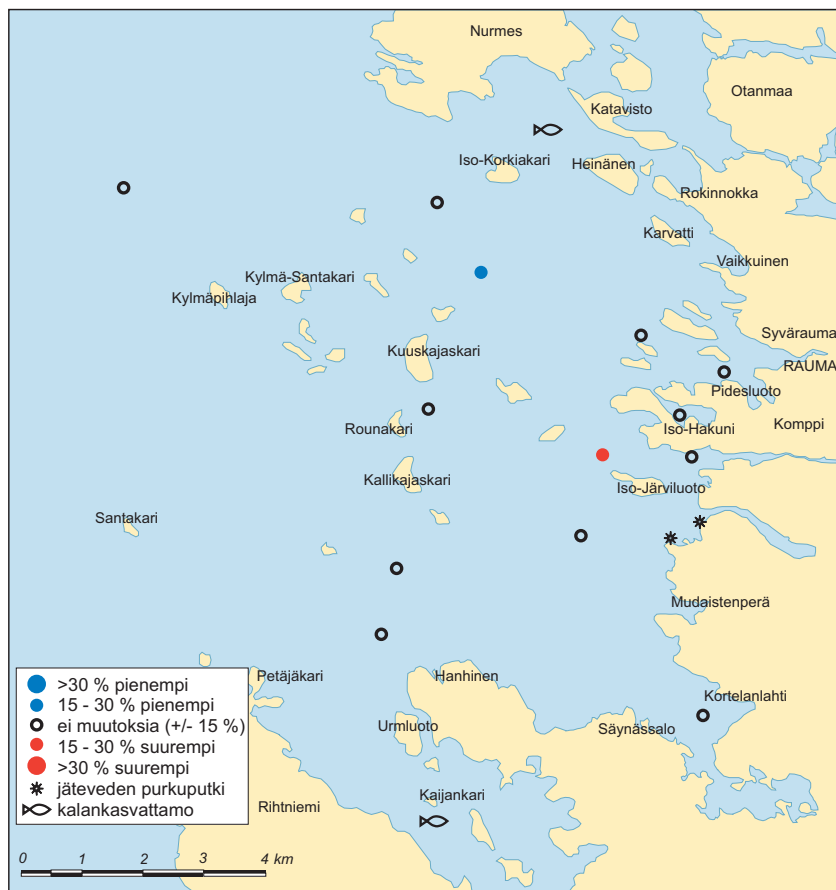 Nurmes
Otanmaa
Katavisto
Iso-Korkiakari
Heinänen
Rokinnokka
Karvatti
Vaikkuinen
Kylmä-Santakari
Kylmäpihlaja
Syvärauma
Kuuskajaskari
RAUMA
Pidesluoto
Rounakari
Iso-Hakuni
Komppi
Kallikajaskari
Iso-Järviluoto
Santakari
Mudaistenperä
Petäjäkari
Hanhinen
Kortelanlahti
Urmluoto
Säynässalo
Kaijankari
Rihtniemi
>30 % pienempi
15 - 30 % pienempi
ei muutoksia (+/- 15 %)
15 - 30 % suurempi
>30 % suurempi
jäteveden purkuputki
kalankasvattamo
0 1 2 3 4 km